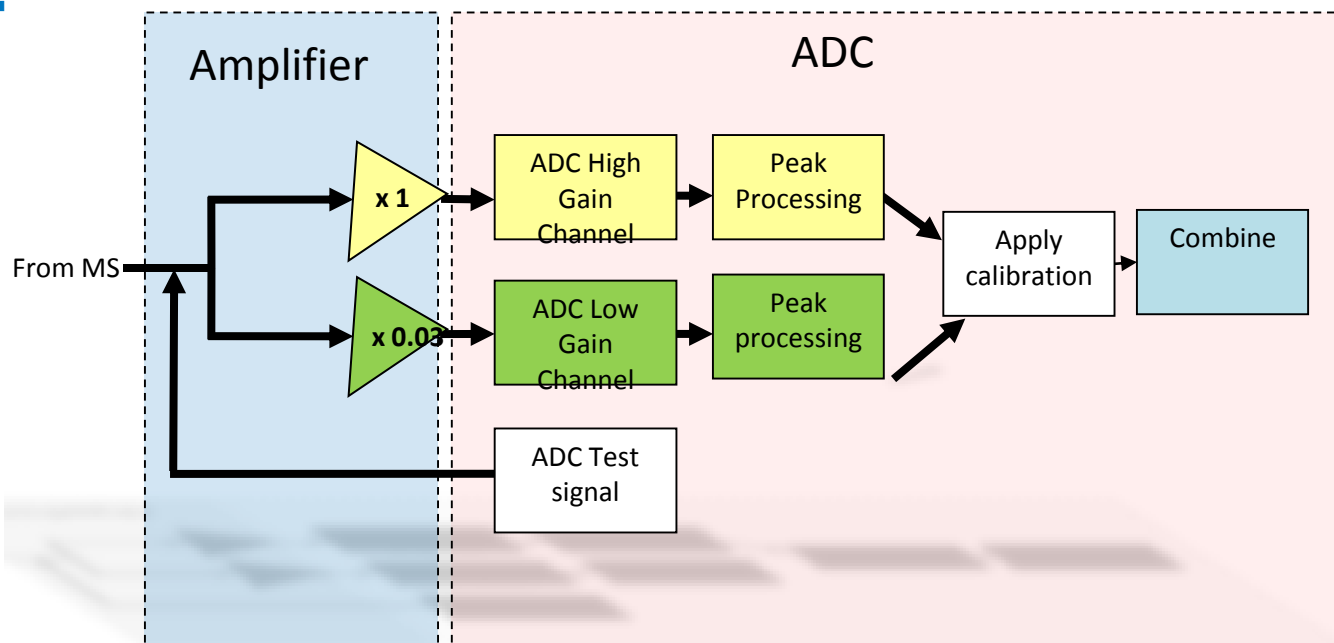 Amplifier
ADC
From MS
x 1
ADC High
Gain
Channel
Peak
Processing
x 0.03
ADC Low
Gain
Channel
Peak
processing
Apply
calibration
Combine
ADC Test
signal